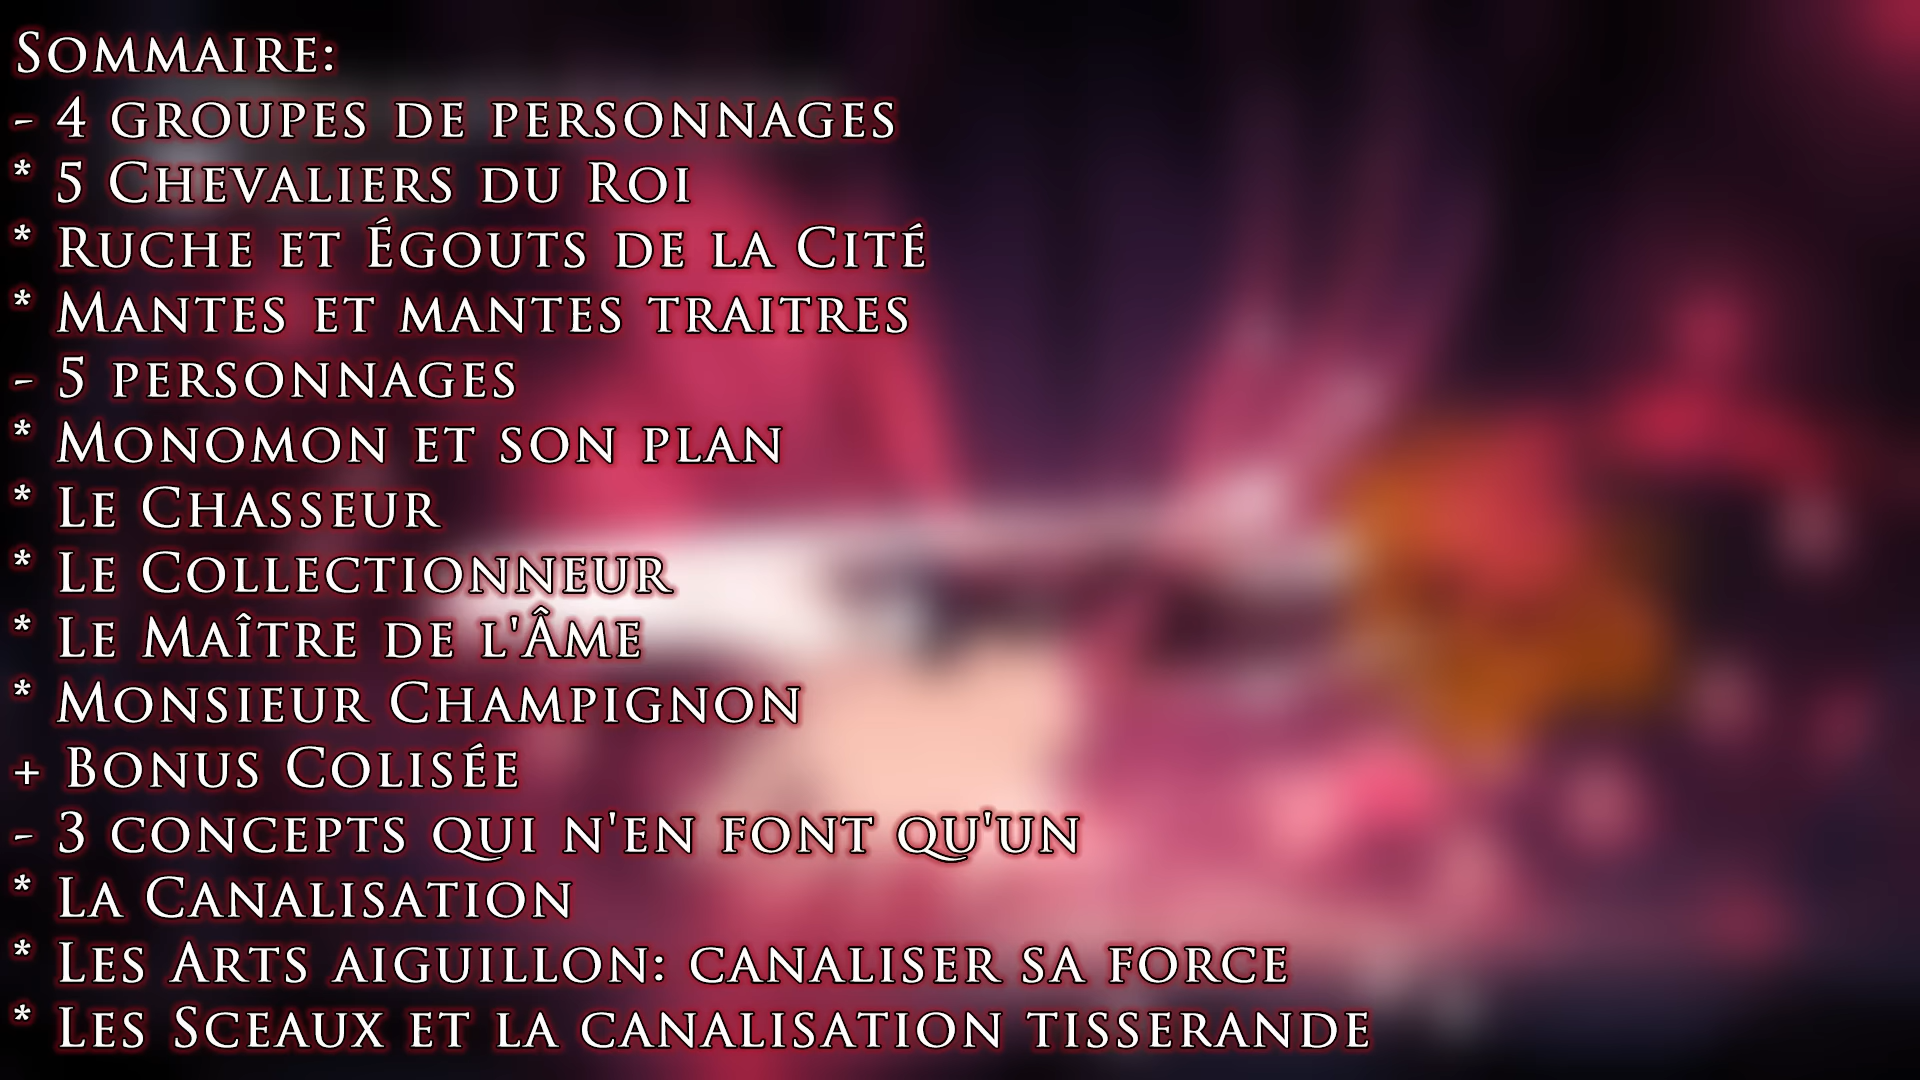 Sommaire:
- 4 groupes de personnages
* 5 Chevaliers du Roi
* Ruche et Égouts de la Cité
* Mantes et mantes traitres
- 5 personnages
* Monomon et son plan
* Le Chasseur
* Le Collectionneur
* Le Maître de l'Âme
* Monsieur Champignon
+ Bonus Colisée
- 3 concepts qui n'en font qu'un
* La Canalisation
* Les Arts aiguillon: canaliser sa force
* Les Sceaux et la canalisation tisserande